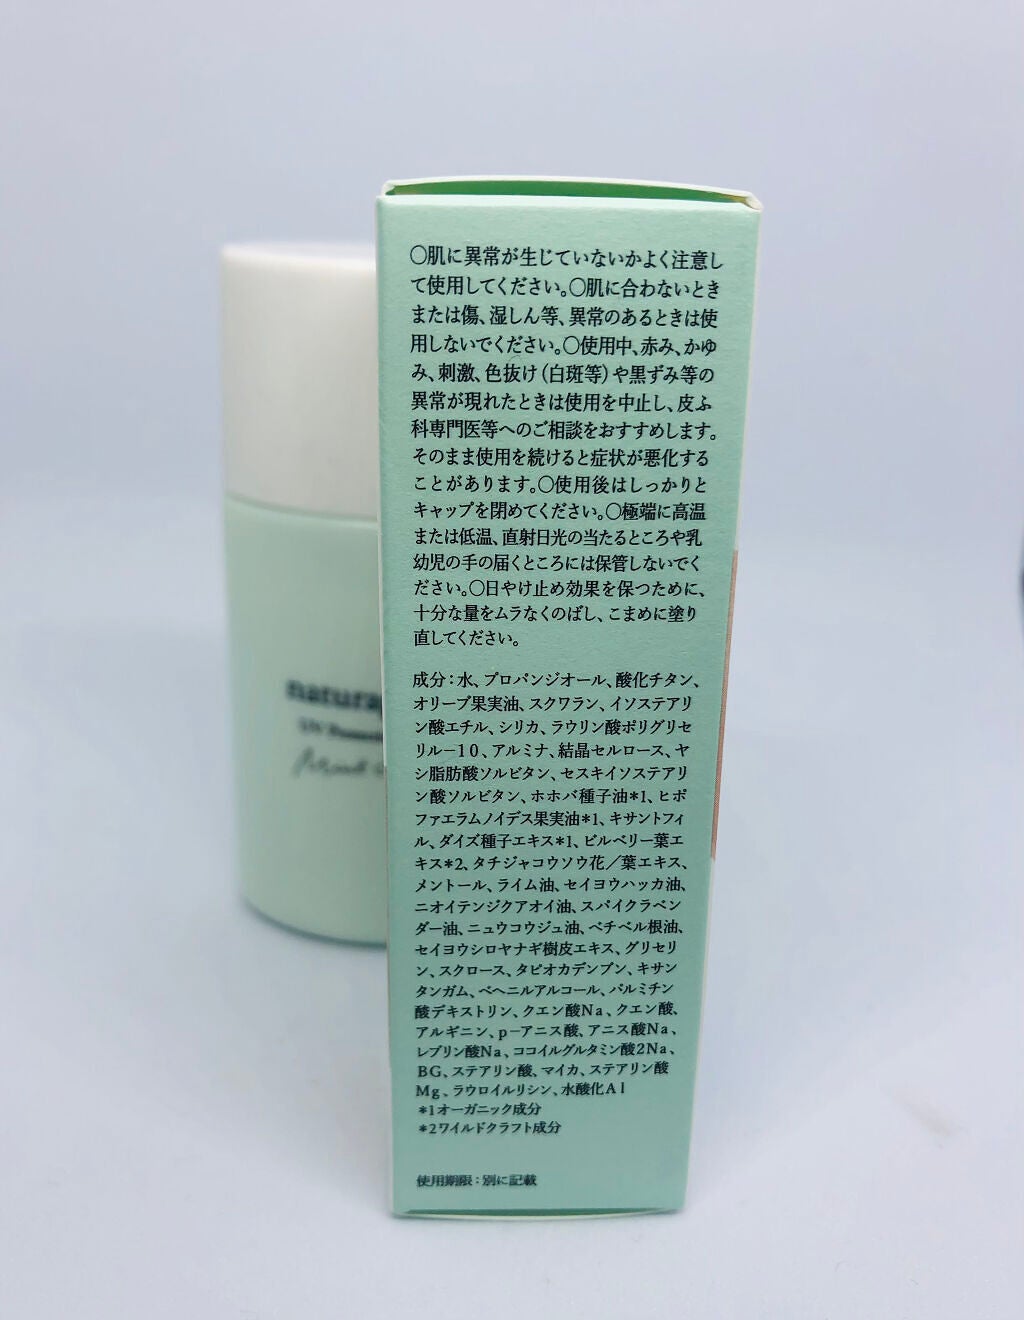 〇肌に異常が生じていないかよく注意し
て使用してください。〇肌に合わないとき
または傷、湿しん等、異常のあるときは使
用しないでください。〇使用中、赤み、かゆ
み、刺激、色抜け(白斑等)や黒ずみ等の
異常が現れたときは使用を中止し、皮ふ
科専門医等へのご相談をおすすめします。
そのまま使用を続けると症状が悪化する
ことがあります。〇使用後はしっかりと
キャップを閉めてください。〇極端に高温
または低温、直射日光の当たるところや乳
幼児の手の届くところには保管しないでく
ださい。〇日やけ止め効果を保つために、
十分な量をムラなくのばし、こまめに塗り
直してください。
成分:水、プロパンジオール、酸化チタン、
オリーブ果実油、スクワラン、イソステアリ
ン酸エチル、シリカ、ラウリン酸ポリグリセ
リル−10、アルミナ、結晶セルロース、ヤ
シ脂肪酸ソルビタン、セスキイソステアリ
ン酸ソルビタン、ホホバ種子油*1、ヒポ
ファエラムノイデス果実油*1、キサントフィ
ル、ダイズ種子エキス*1、ビルベリー葉エ
キス*2、タチジャコウソウ花/葉エキス、
メントール、ライム油、セイヨウハッカ油、
ニオイテンジクアオイ油、スパイクラベン
ダー油、ニュウコウジュ油、ベチベル根油、
セイヨウシロヤナギ樹皮エキス、グリセリ
ン、スクロース、タピオカデンプン、キサン
タンガム、ベヘニルアルコール、パルミチン
酸デキストリン、クエン酸Na、クエン酸、
アルギニン、p−アニス酸、アニス酸Na、
レブリン酸Na、ココイルグルタミン酸2Na、
BG、ステアリン酸、マイカ、ステアリン酸
Mg、ラウロイルリシン、水酸化Al
*1オーガニック成分
*2ワイルドクラフト成分
使用期限:別に記載
natura
UV